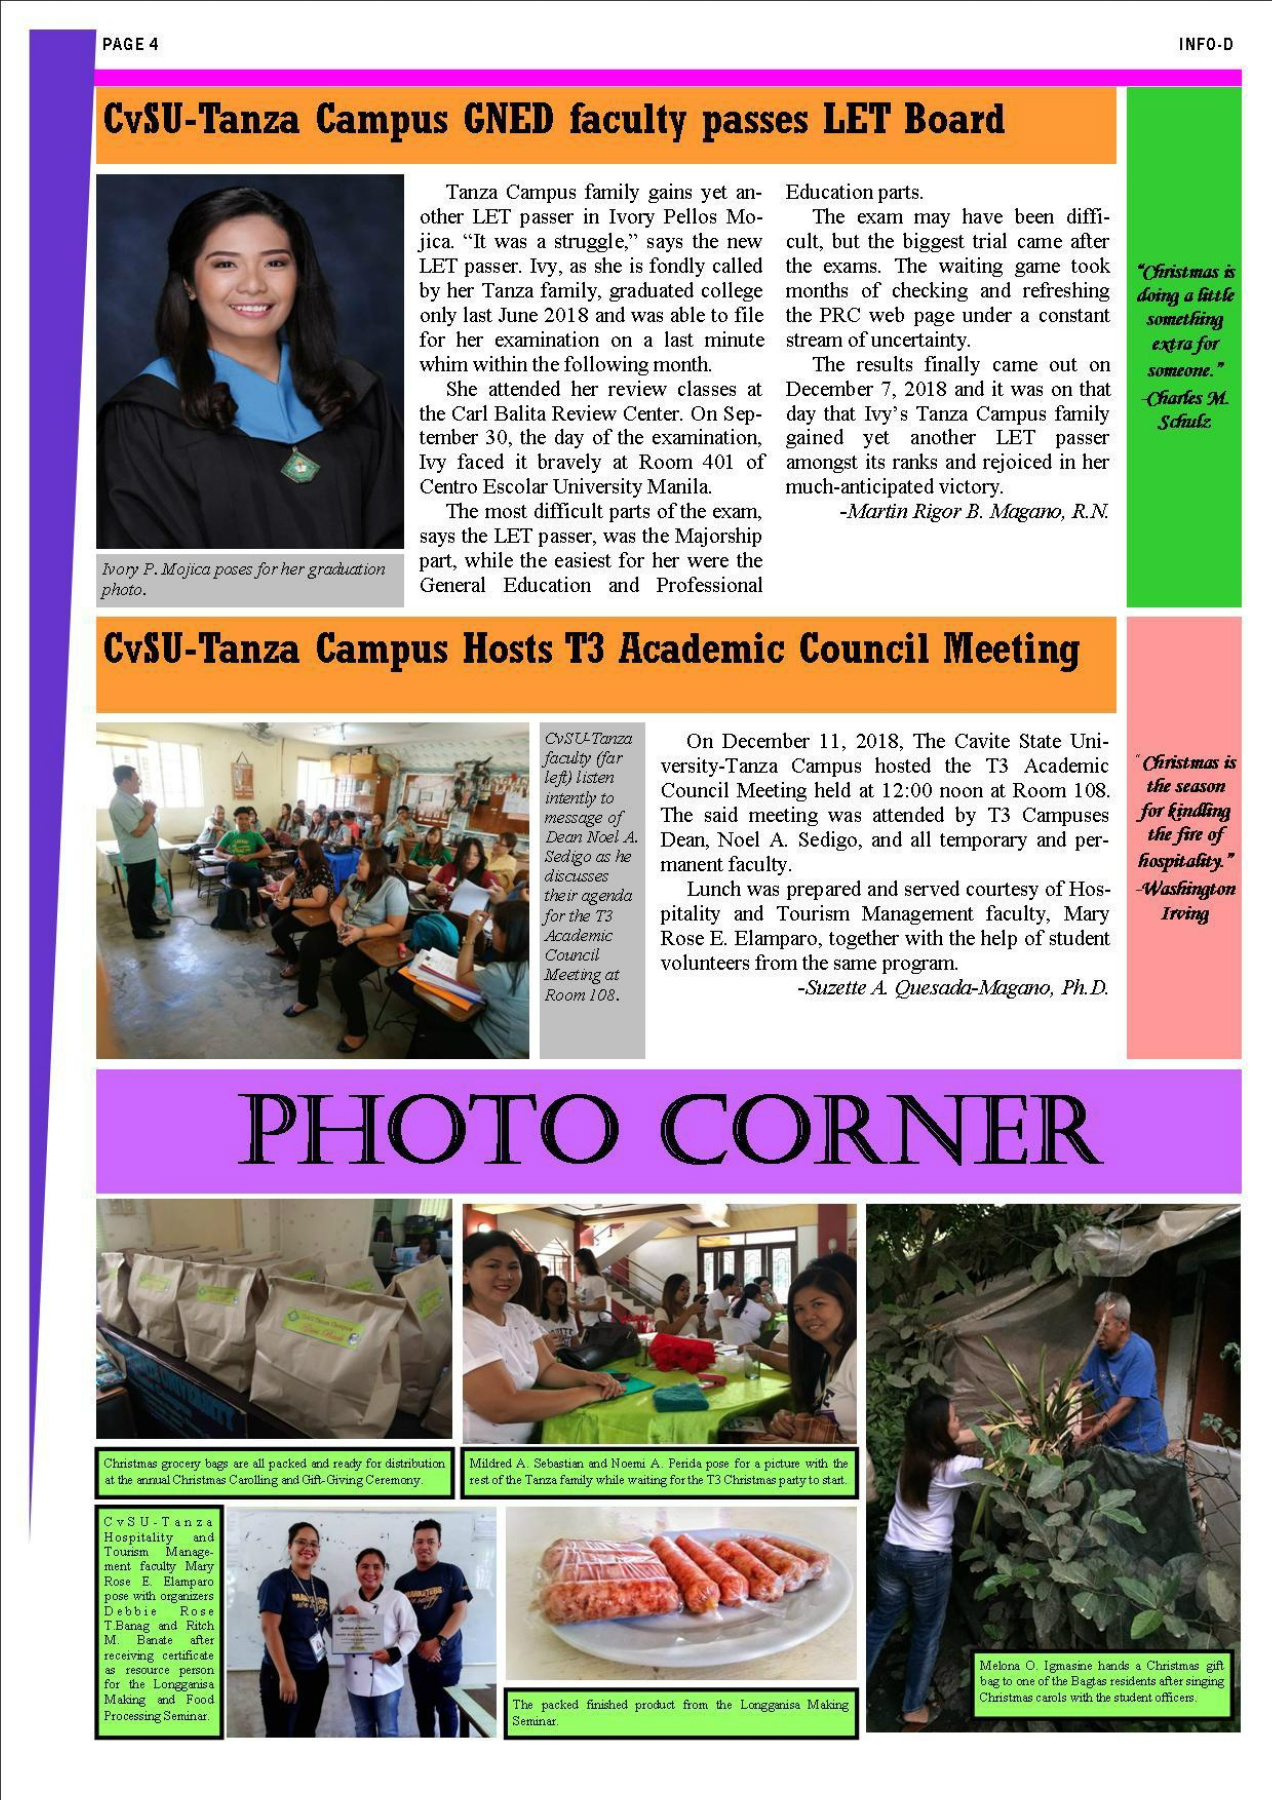 PAGE 4
INFO-D
CvSU-Tanza Campus GNED faculty passes LET Board
Ivory P. Mojica poses for her graduation
photo.
Tanza Campus family gains yet an-
other LET passer in Ivory Pellos Mo-
jica. “It was a struggle,” says the new
LET passer. Ivy, as she is fondly called
by her Tanza family, graduated college
only last June 2018 and was able to file
for her examination on a last minute
whim within the following month.
She attended her review classes at
the Carl Balita Review Center. On Sep-
tember 30, the day of the examination,
Ivy faced it bravely at Room 401 of
Centro Escolar University Manila.
The most difficult parts of the exam,
says the LET passer, was the Majorship
part, while the easiest for her were the
General Education and Professional
Education parts.
The exam may have been diffi-
cult, but the biggest trial came after
the exams. The waiting game took
months of checking and refreshing
the PRC web page under a constant
stream of uncertainty.
The results finally came out on
December 7, 2018 and it was on that
day that Ivy’s Tanza Campus family
gained yet another LET passer
amongst its ranks and rejoiced in her
much-anticipated victory.
-Martin Rigor B. Magano, R.N.
“Christmas is
doing a little
something
extra for
someone.”
-Charles M.
Schulz
CvSU-Tanza Campus Hosts T3 Academic Council Meeting
CvSU-Tanza
faculty (far
left) listen
intently to
message of
Dean Noel A.
Sedigo as he
discusses
their agenda
for the T3
Academic
Council
Meeting at
Room 108.
On December 11, 2018, The Cavite State Uni-
versity-Tanza Campus hosted the T3 Academic
Council Meeting held at 12:00 noon at Room 108.
The said meeting was attended by T3 Campuses
Dean, Noel A. Sedigo, and all temporary and per-
manent faculty.
Lunch was prepared and served courtesy of Hos-
pitality and Tourism Management faculty, Mary
Rose E. Elamparo, together with the help of student
volunteers from the same program.
-Suzette A. Quesada-Magano, Ph.D.
“Christmas is
the season
for kindling
the fire of
hospitality.”
-Washington
Irving
PHOTO CORNER
Christmas grocery bags are all packed and ready for distribution
at the annual Christmas Carolling and Gift-Giving Ceremony.
Mildred A. Sebastian and Noemi A. Perida pose for a picture with the
rest of the Tanza family while waiting for the T3 Christmas party to start.
CvSU-Tanza
Hospitality and
Tourism Manage-
ment faculty Mary
Rose E. Elamparo
pose with organizers
Debbie Rose
T.Banag and Ritch
M. Banate after
receiving certificate
as resource person
for the Longganisa
Making and Food
Processing Seminar.
The packed finished product from the Longganisa Making
Seminar.
Melona O. Igmasine hands a Christmas gift
bag to one of the Bagtas residents after singing
Christmas carols with the student officers.